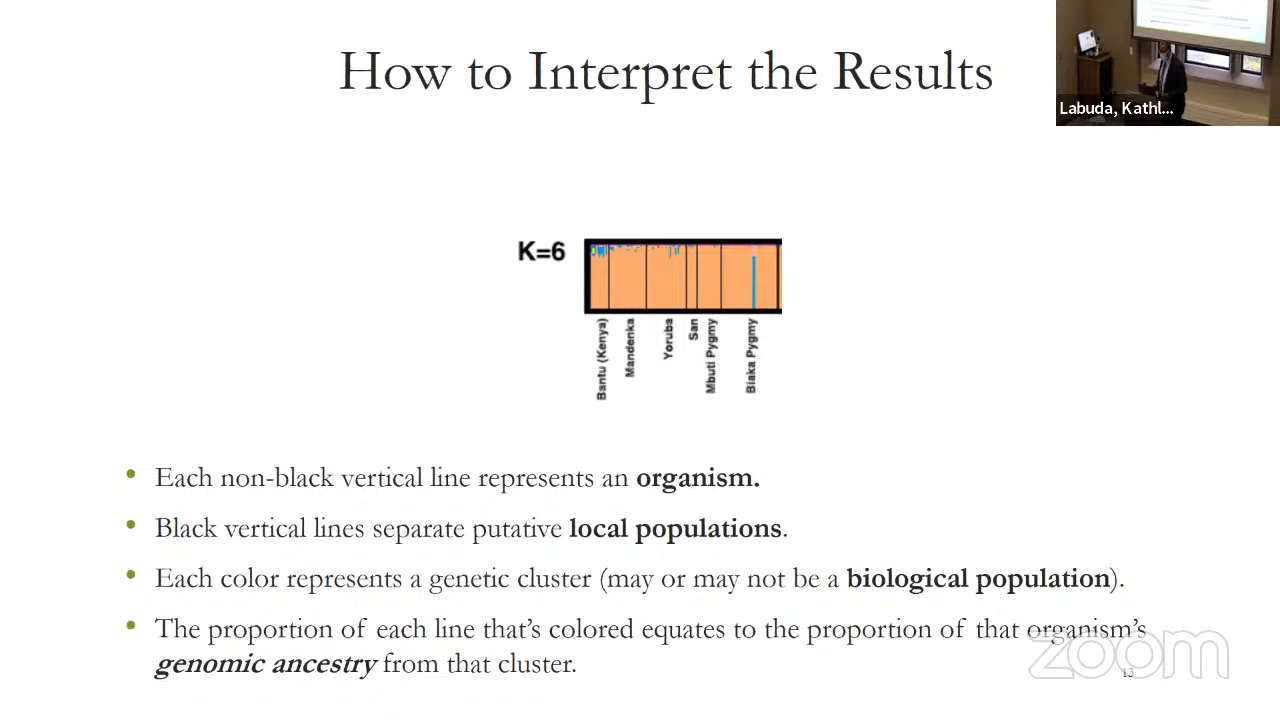 How to Interpret the Results
Labuda, Kathl...
K=6
Bantu (Kenya)
Mandenka
Yoruba
San
Mbuti Pygmy
Biaka Pygmy
• Each non-black vertical line represents an organism.
• Black vertical lines separate putative local populations.
• Each color represents a genetic cluster (may or may not be a biological population).
• The proportion of each line that’s colored equates to the proportion of that organism’s
genomic ancestry from that cluster.
zoom
13